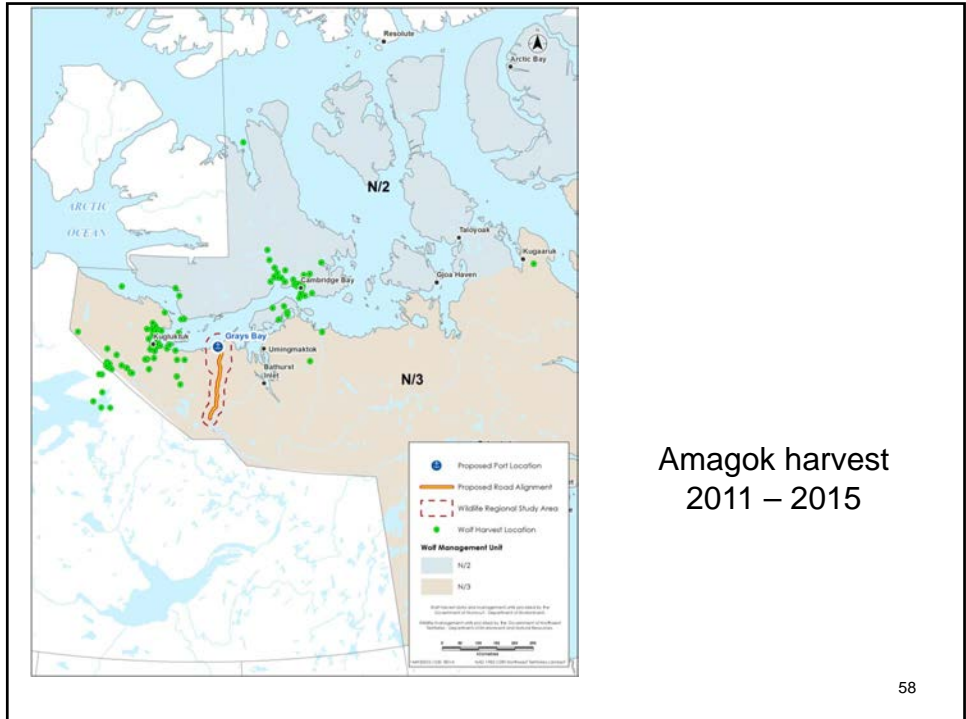 Resolute
Arctic Bay
N/2
ARCTIC
OCEAN
Taloyoak
Kugaaruk
Cambridge Bay
Gjoa Haven
Kugluktuk
Grays Bay
Umingmaktok
Bathurst
Inlet
N/3
Proposed Port Location
Proposed Road Alignment
Wildlife Regional Study Area
Wolf Harvest Location
Wolf Management Unit
N/2
N/3
Kilometres
Amagok harvest
2011 – 2015
58